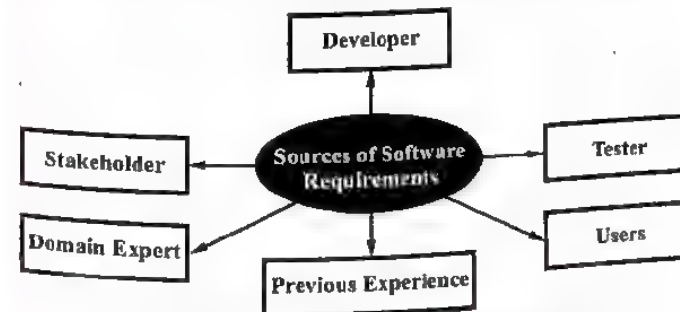 Developer
Stakeholder
Sources of Software
Requirements
Tester
Domain Expert
Users
Previous Experience